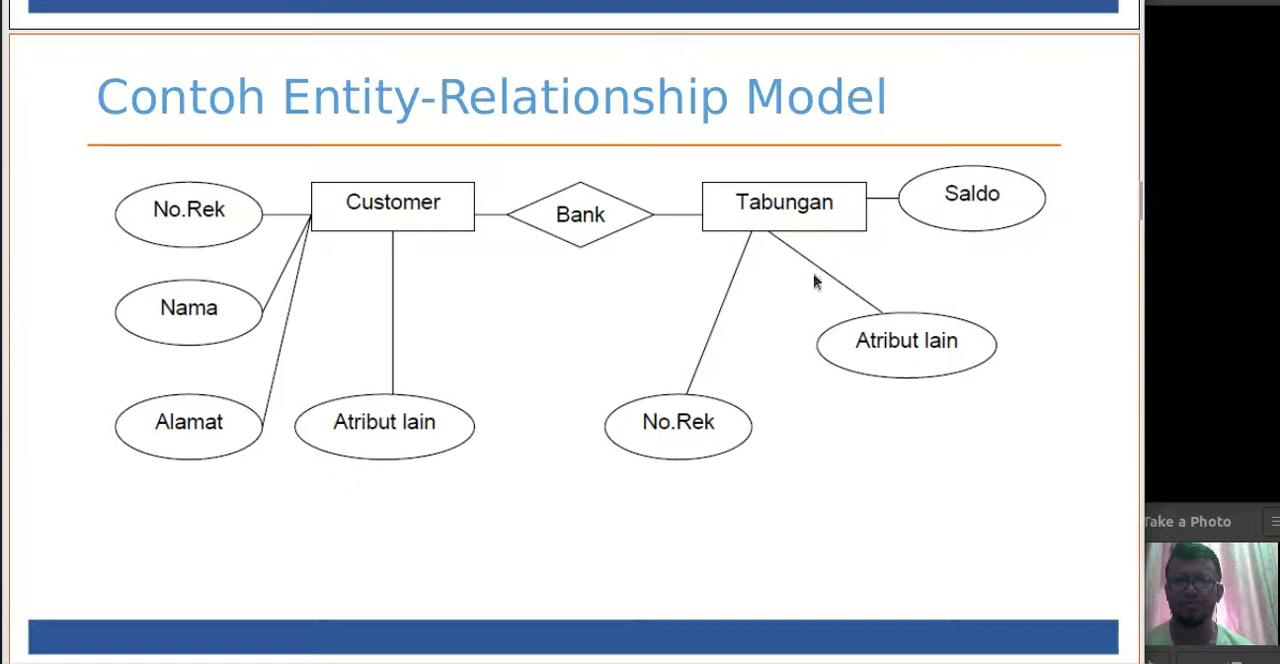 Contoh Entity-Relationship Model
No.Rek
Customer
Bank
Tabungan
Saldo
Nama
Atribut lain
Alamat
Atribut lain
No.Rek
Take a Photo